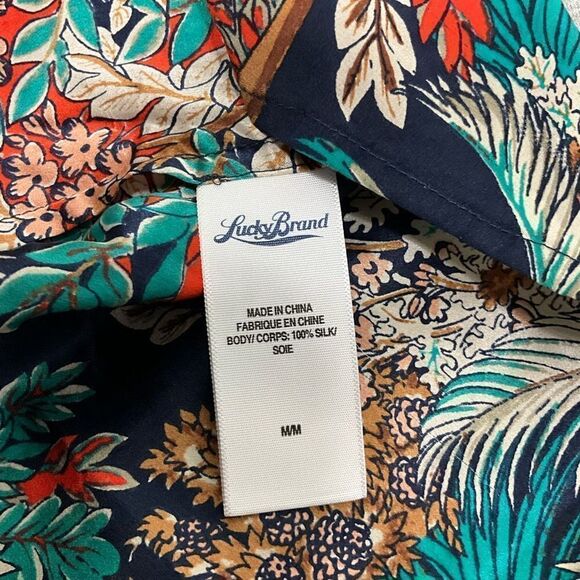 Lucky Brand
MADE IN CHINA
FABRIQUE EN CHINE
BODY/ CORPS: 100% SILK/
SOIE
M/M